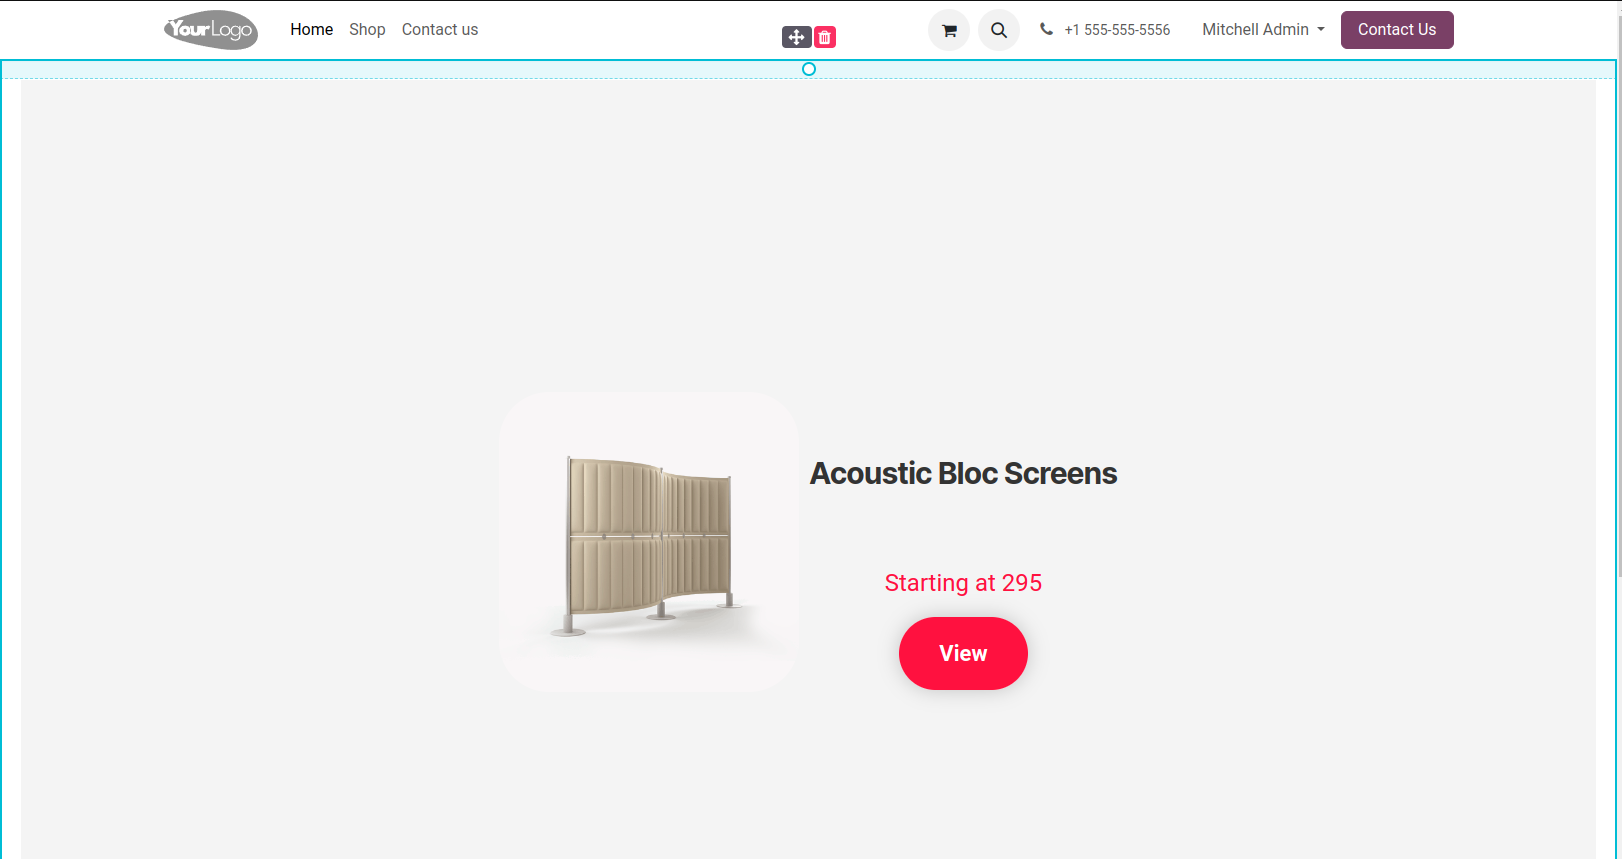 YourLogo
Home Shop Contact us
+1 555-555-5556
Mitchell Admin
Contact Us
Acoustic Bloc Screens
Starting at 295
View